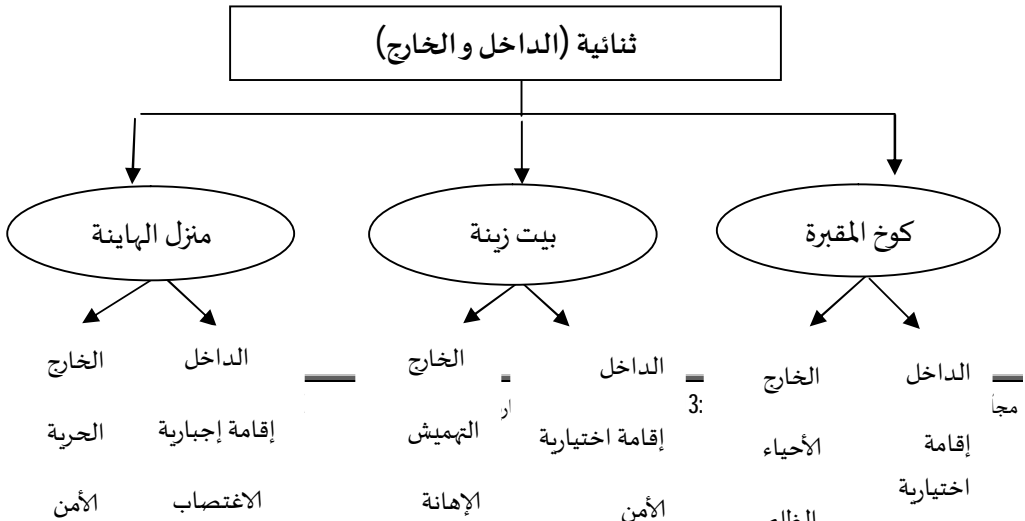 ثنائية (الداخل والخارج)
كوخ المقبرة
بيت زينة
منزل الهاينة
الداخل
إقامة
اختيارية
الخارج
الأحياء
الداخل
إقامة اختيارية
الأمن
الخارج
التهميش
الإهانة
الداخل
إقامة إجبارية
الاغتصاب
الخارج
الحرية
الأمن
3: